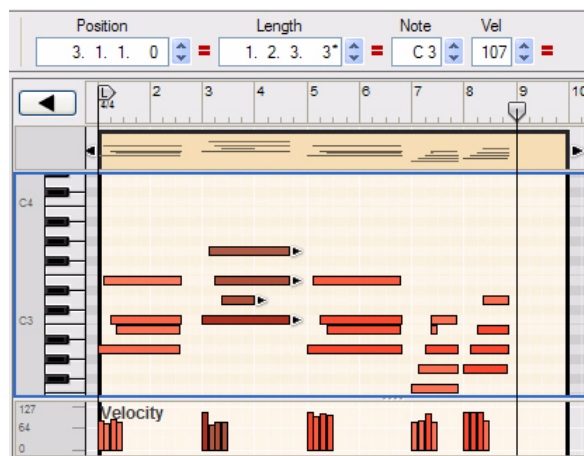 Position Length Note Vel
3. 1. 1. 0 = 1. 2. 3. 3* = C 3 107 =
L 2 3 4 5 6 7 8 9 10
4/4
C4
C3
127 Velocity
64
0